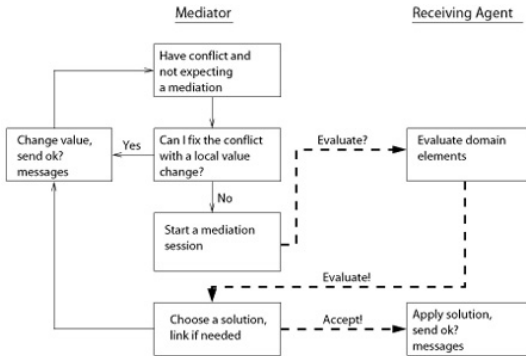 Mediator
Receiving Agent
Have conflict and
not expecting
a mediation
Change value,
send ok?
messages
Yes
Can I fix the conflict
with a local value
change?
Evaluate?
Evaluate domain
elements
No
Start a mediation
session
Evaluate!
Choose a solution,
link if needed
Accept!
Apply solution,
send ok?
messages